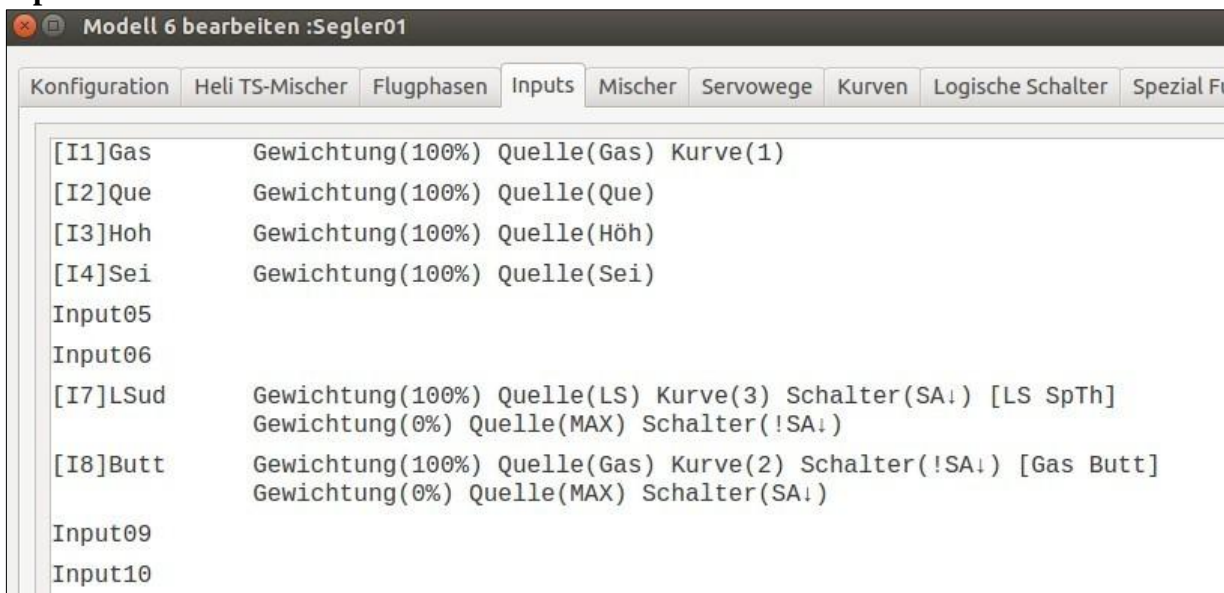 Modell 6 bearbeiten :Segler01
Konfiguration Heli TS-Mischer Flugphasen Inputs Mischer Servowege Kurven Logische Schalter Spezial
[I1]Gas Gewichtung(100%) Quelle(Gas) Kurve(1)
[I2]Que Gewichtung(100%) Quelle(Que)
[I3]Hoh Gewichtung(100%) Quelle(Höh)
[I4]Sei Gewichtung(100%) Quelle(Sei)
Input05
Input06
[I7]LSud Gewichtung(100%) Quelle(LS) Kurve(3) Schalter(SA↓) [LS SpTh]
Gewichtung(0%) Quelle(MAX) Schalter(!SA↓)
[I8]Butt Gewichtung(100%) Quelle(Gas) Kurve(2) Schalter(!SA↓) [Gas Butt]
Gewichtung(0%) Quelle(MAX) Schalter(SA↓)
Input09
Input10